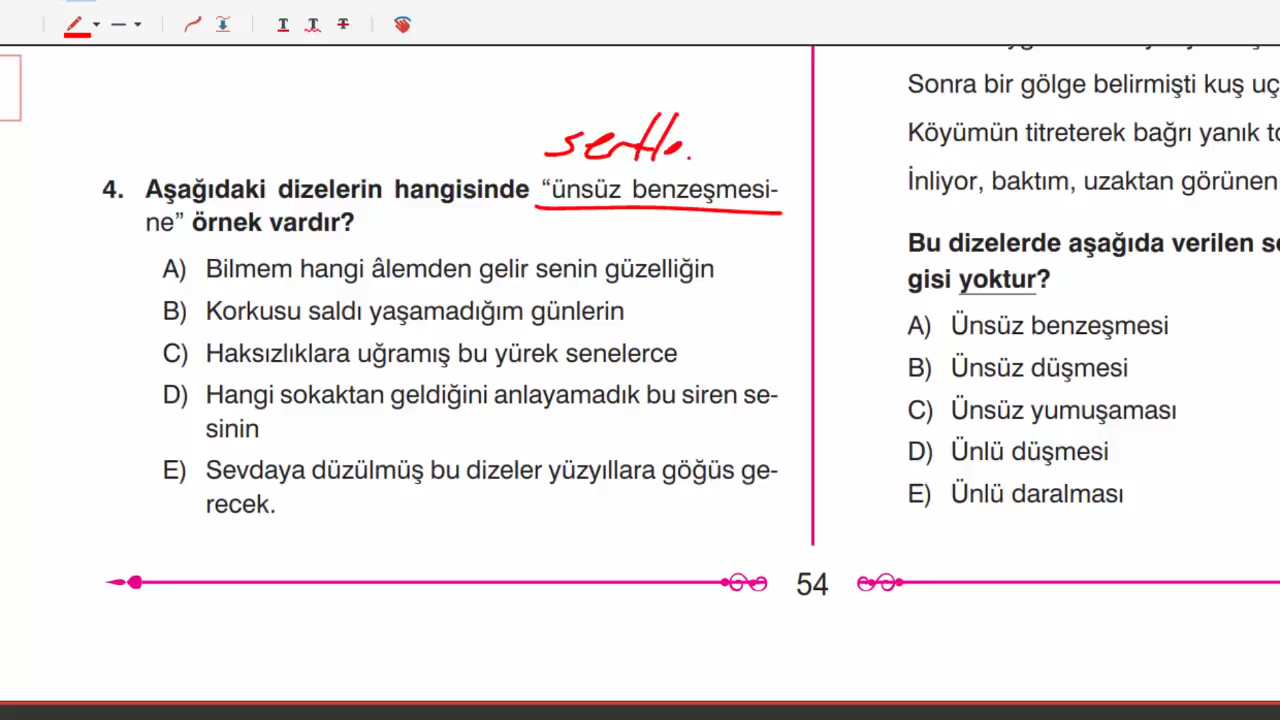 sertle.
4. Aşağıdaki dizelerin hangisinde “ünsüz benzeşmesi-
ne” örnek vardır?
A) Bilmem hangi âlemden gelir senin güzelliğin
B) Korkusu saldı yaşamadığım günlerin
C) Haksızlıklara uğramış bu yürek senelerce
D) Hangi sokaktan geldiğini anlayamadık bu siren se-
sinin
E) Sevdaya düzülmüş bu dizeler yüzyıllara göğüs ge-
recek.
Sonra bir gölge belirmişti kuş uç
Köyümün titreterek bağrı yanık to
İnliyor, baktım, uzaktan görünen
Bu dizelerde aşağıda verilen se
gisi yoktur?
A) Ünsüz benzeşmesi
B) Ünsüz düşmesi
C) Ünsüz yumuşaması
D) Ünlü düşmesi
E) Ünlü daralması
54